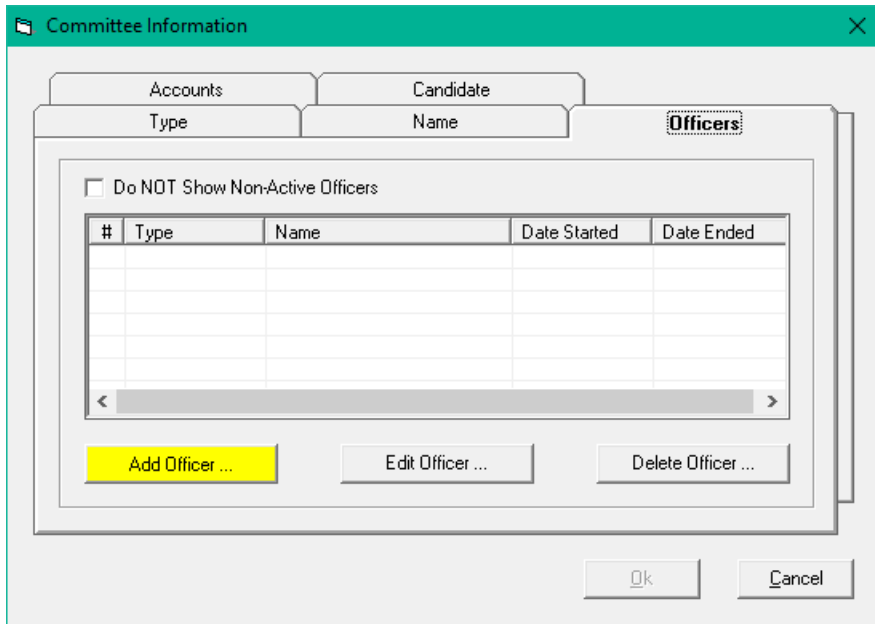 Committee Information
Accounts Candidate
Type Name Officers
Do NOT Show Non-Active Officers
# Type Name Date Started Date Ended
Add Officer ... Edit Officer ... Delete Officer ...
Ok Cancel